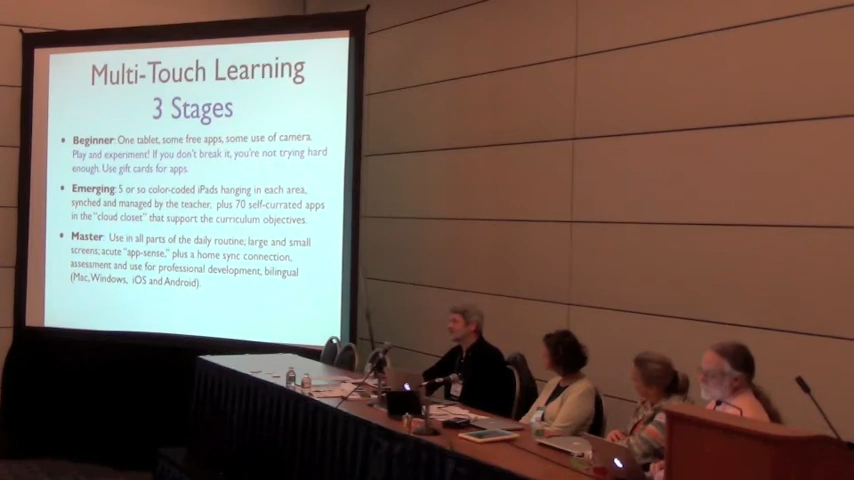 Multi-Touch Learning
3 Stages
• Beginner: One tablet, some free apps, some use of camera.
Play and experiment! If you don't break it, you're not trying hard
enough. Use gift cards for apps.
• Emerging: 5 or so color-coded iPads hanging in each area,
synched and managed by the teacher, plus 70 self-currated apps
in the "cloud closet" that support the curriculum objectives.
• Master: Use in all parts of the daily routine; large and small
screens; acute "app-sense," plus a home sync connection,
assessment and use for professional development, bilingual
(Mac, Windows, iOS and Android).